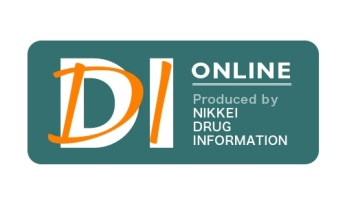 DI
ONLINE
Produced by
NIKKEI
DRUG
INFORMATION